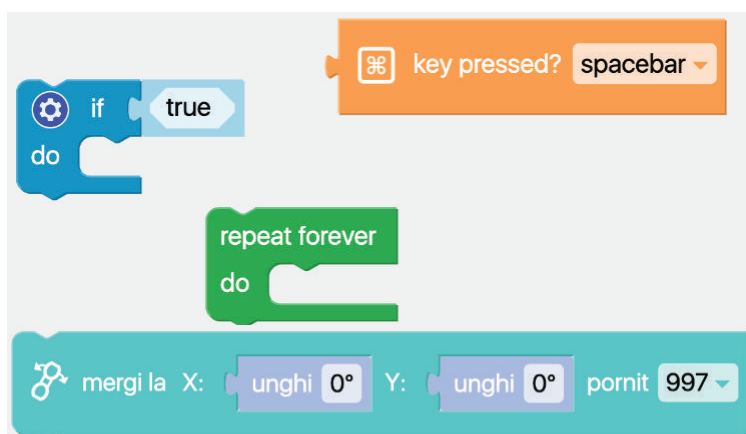 ⌘ key pressed? spacebar
if true
do
repeat forever
do
mergi la X: unghi 0° Y: unghi 0° pornit 997